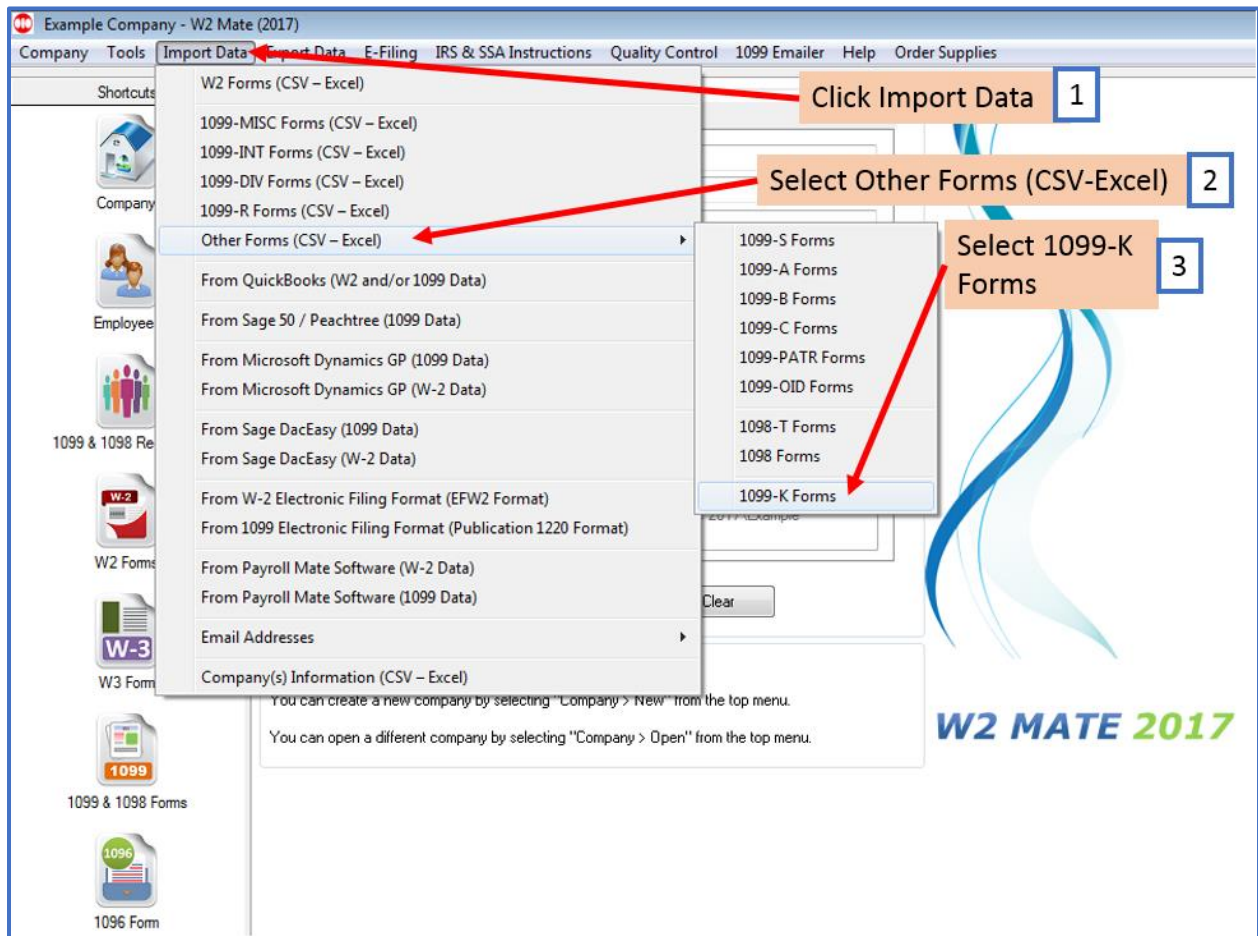 Example Company - W2 Mate (2017)
Company Tools Import Data Export Data E-Filing IRS & SSA Instructions Quality Control 1099 Emailer Help Order Supplies
Shortcuts
W2 Forms (CSV – Excel)
Click Import Data 1
1099-MISC Forms (CSV – Excel)
1099-INT Forms (CSV – Excel)
1099-DIV Forms (CSV – Excel)
1099-R Forms (CSV – Excel)
Select Other Forms (CSV-Excel) 2
Company
Other Forms (CSV – Excel)
1099-S Forms
Select 1099-K
Forms
3
1099-A Forms
1099-B Forms
1099-C Forms
1099-PATR Forms
1099-OID Forms
1098-T Forms
1098 Forms
1099-K Forms
From QuickBooks (W2 and/or 1099 Data)
From Sage 50 / Peachtree (1099 Data)
Employee
From Microsoft Dynamics GP (1099 Data)
From Microsoft Dynamics GP (W-2 Data)
From Sage DacEasy (1099 Data)
From Sage DacEasy (W-2 Data)
1099 & 1098 Re
From W-2 Electronic Filing Format (EFW2 Format)
From 1099 Electronic Filing Format (Publication 1220 Format)
2017\Example
W-2
W2 Forms
From Payroll Mate Software (W-2 Data)
From Payroll Mate Software (1099 Data)
Clear
Email Addresses
W-3
W3 Form
Company(s) Information (CSV – Excel)
You can create a new company by selecting "Company > New" from the top menu.
You can open a different company by selecting "Company > Open" from the top menu.
W2 MATE 2017
1099
1099 & 1098 Forms
1096
1096 Form